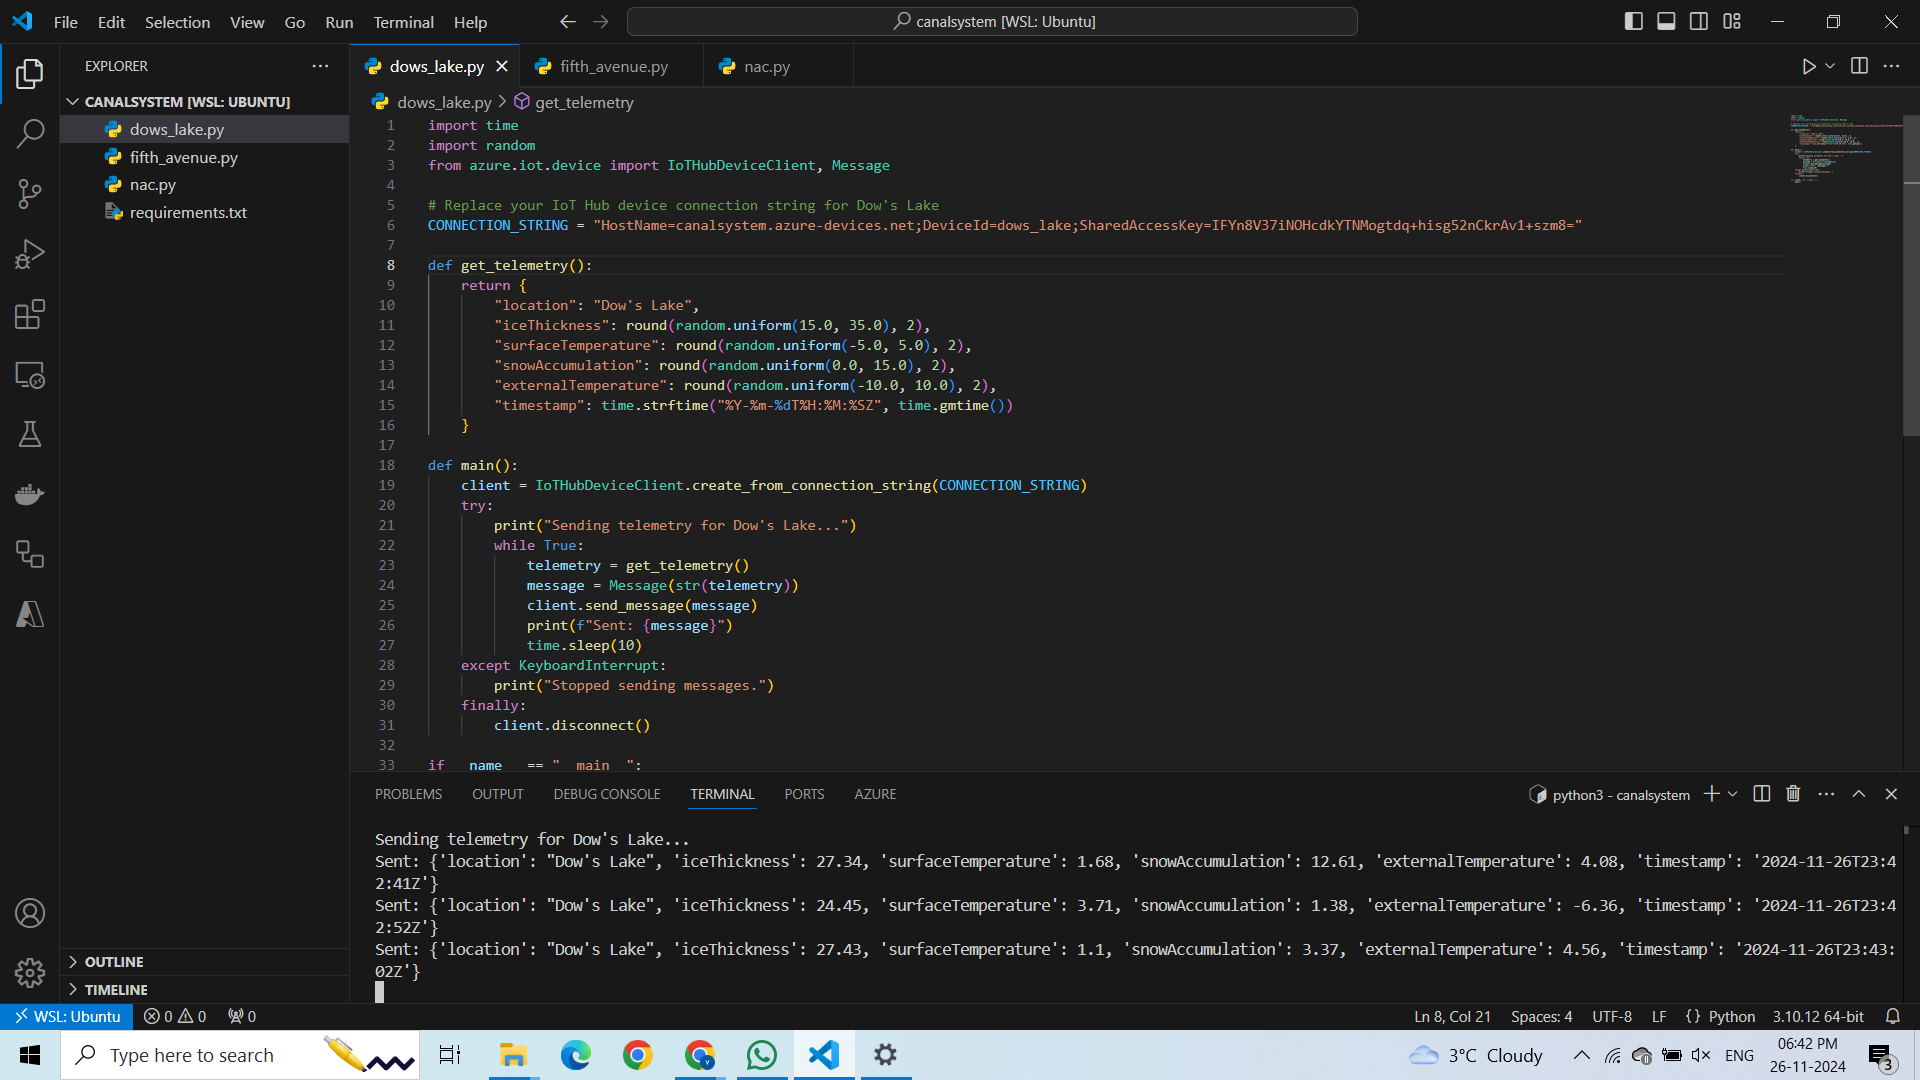 File Edit Selection View Go Run Terminal Help
canalsystem [WSL: Ubuntu]
EXPLORER
CANALSYSTEM [WSL: UBUNTU]
dows_lake.py
fifth_avenue.py
nac.py
requirements.txt
OUTLINE
TIMELINE
dows_lake.py fifth_avenue.py nac.py
dows_lake.py > get_telemetry
1 import time
2 import random
3 from azure.iot.device import IoTHubDeviceClient, Message
4
5 # Replace your IoT Hub device connection string for Dow's Lake
6 CONNECTION_STRING = "HostName=canalsystem.azure-devices.net;DeviceId=dows_lake;SharedAccessKey=IFYn8V37iNOHcdkYTNMogtdq+hisg52nCkrAv1+szm8="
7
8 def get_telemetry():
9 return {
10 "location": "Dow's Lake",
11 "iceThickness": round(random.uniform(15.0, 35.0), 2),
12 "surfaceTemperature": round(random.uniform(-5.0, 5.0), 2),
13 "snowAccumulation": round(random.uniform(0.0, 15.0), 2),
14 "externalTemperature": round(random.uniform(-10.0, 10.0), 2),
15 "timestamp": time.strftime("%Y-%m-%dT%H:%M:%SZ", time.gmtime())
16 }
17
18 def main():
19 client = IoTHubDeviceClient.create_from_connection_string(CONNECTION_STRING)
20 try:
21 print("Sending telemetry for Dow's Lake...")
22 while True:
23 telemetry = get_telemetry()
24 message = Message(str(telemetry))
25 client.send_message(message)
26 print(f"Sent: {message}")
27 time.sleep(10)
28 except KeyboardInterrupt:
29 print("Stopped sending messages.")
30 finally:
31 client.disconnect()
32
33 if __name__ == "__main__":
PROBLEMS OUTPUT DEBUG CONSOLE TERMINAL PORTS AZURE
python3 - canalsystem
Sending telemetry for Dow's Lake...
Sent: {'location': "Dow's Lake", 'iceThickness': 27.34, 'surfaceTemperature': 1.68, 'snowAccumulation': 12.61, 'externalTemperature': 4.08, 'timestamp': '2024-11-26T23:4
2:41Z'}
Sent: {'location': "Dow's Lake", 'iceThickness': 24.45, 'surfaceTemperature': 3.71, 'snowAccumulation': 1.38, 'externalTemperature': -6.36, 'timestamp': '2024-11-26T23:4
2:52Z'}
Sent: {'location': "Dow's Lake", 'iceThickness': 27.43, 'surfaceTemperature': 1.1, 'snowAccumulation': 3.37, 'externalTemperature': 4.56, 'timestamp': '2024-11-26T23:43:
02Z'}
WSL: Ubuntu 0 0 0
Ln 8, Col 21 Spaces: 4 UTF-8 LF {} Python 3.10.12 64-bit
Type here to search
3°C Cloudy
ENG
06:42 PM
26-11-2024
3